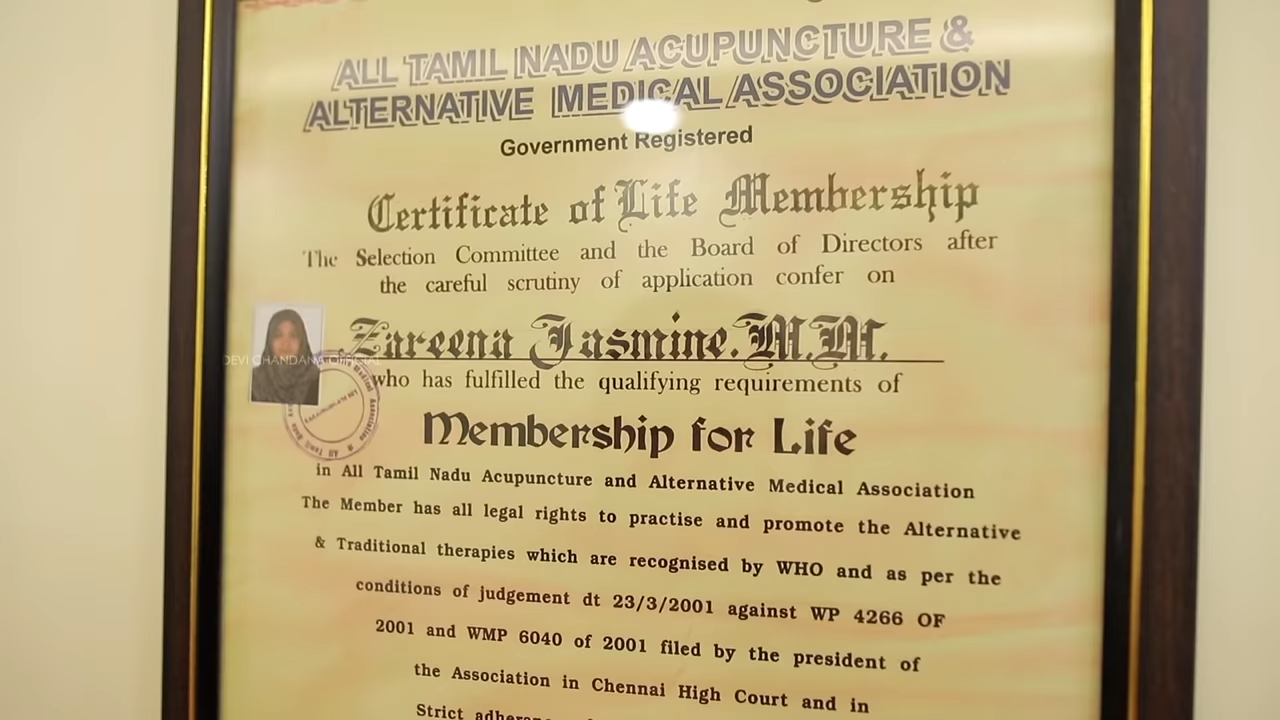 ALL TAMIL NADU ACUPUNCTURE &
ALTERNATIVE MEDICAL ASSOCIATION
Government Registered
Certificate of Life Membership
The Selection Committee and the Board of Directors after
the careful scrutiny of application confer on
Zareena Jasmine.M.M.
DEVI CHANDANA OFFICIAL
who has fulfilled the qualifying requirements of
Membership for Life
in All Tamil Nadu Acupuncture and Alternative Medical Association
The Member has all legal rights to practise and promote the Alternative
& Traditional therapies which are recognised by WHO and as per the
conditions of judgement dt 23/3/2001 against WP 4266 OF
2001 and WMP 6040 of 2001 filed by the president of
the Association in Chennai High Court and in
Strict